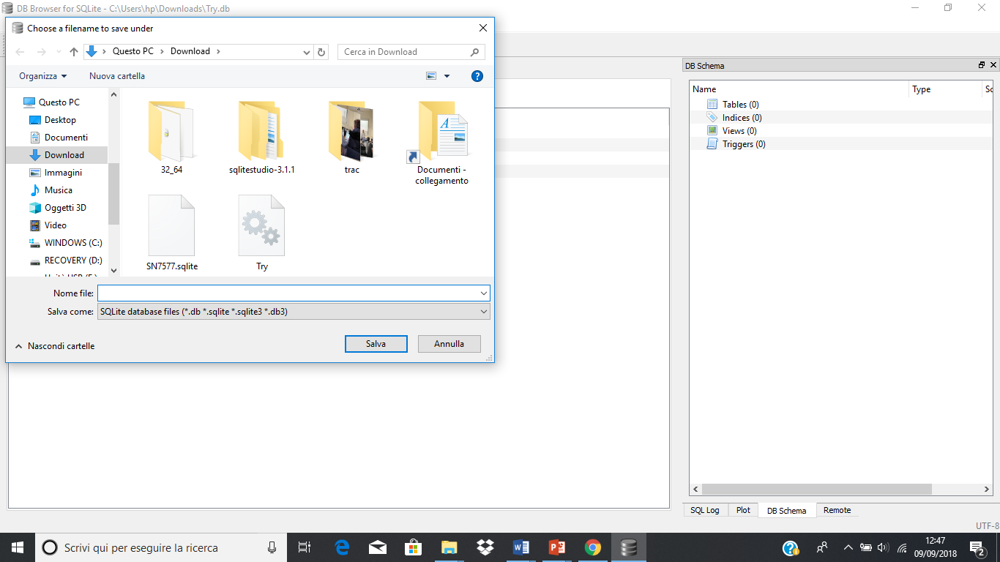 DB Browser for SQLite - C:\Users\hp\Downloads\Try.db
Choose a filename to save under
Questo PC
Download
Cerca in Download
Organizza
Nuova cartella
?
Questo PC
Desktop
Documenti
Download
Immagini
Musica
Oggetti 3D
Video
WINDOWS (C:)
RECOVERY (D:)
32_64
sqlitestudio-3.1.1
trac
Documenti -
collegamento
SN7577.sqlite
Try
Nome file:
Salva come: SQLite database files (*.db *.sqlite *.sqlite3 *.db3)
Nascondi cartelle
Salva
Annulla
DB Schema
Name
Type
Sc
Tables (0)
Indices (0)
Views (0)
Triggers (0)
SQL Log
Plot
DB Schema
Remote
UTF-8
Scrivi qui per eseguire la ricerca
12:47
09/09/2018
2